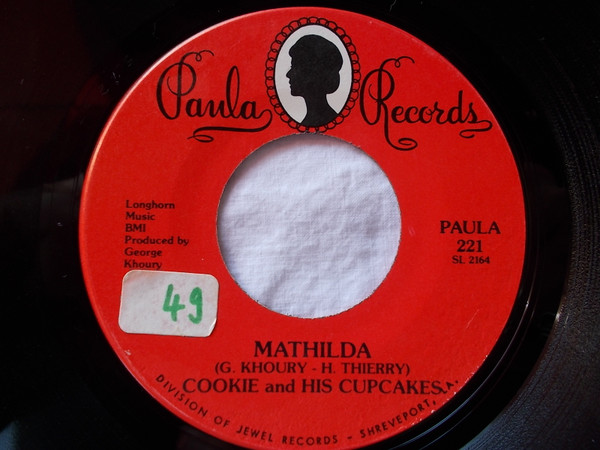 Paula Records
Longhorn
Music
BMI
Produced by
George
Khoury
PAULA
221
SL 2164
49
MATHILDA
(G. KHOURY - H. THIERRY)
COOKIE and HIS CUPCAKES
DIVISION OF JEWEL RECORDS - SHREVEPORT,